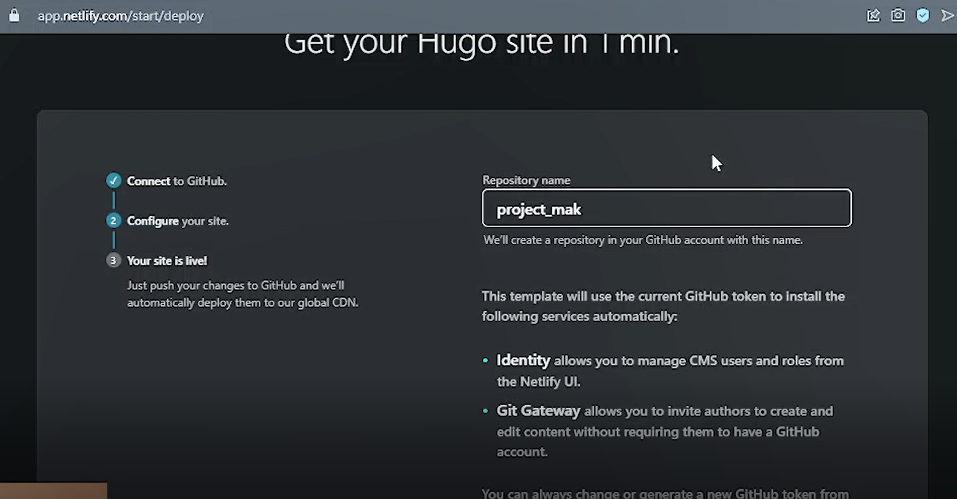 app.netlify.com/start/deploy
Get your Hugo site in 1 min.
Connect to GitHub.
2 Configure your site.
3 Your site is live!
Just push your changes to GitHub and we'll
automatically deploy them to our global CDN.
Repository name
project_mak
We'll create a repository in your GitHub account with this name.
This template will use the current GitHub token to install the
following services automatically:
Identity allows you to manage CMS users and roles from
the Netlify UI.
Git Gateway allows you to invite authors to create and
edit content without requiring them to have a GitHub
account.
You can always change or generate a new GitHub token from